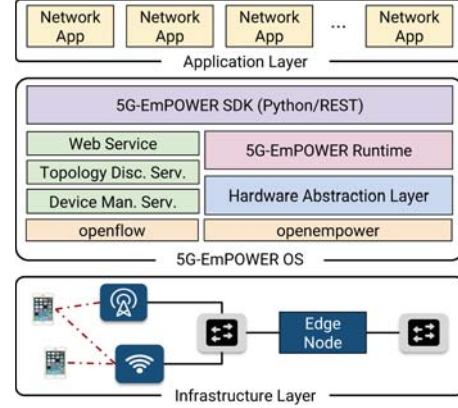 Network Network Network ... Network
App App App App
Application Layer
5G-EmPOWER SDK (Python/REST)
Web Service
5G-EmPOWER Runtime
Topology Disc. Serv.
Device Man. Serv.
Hardware Abstraction Layer
openflow openempower
5G-EmPOWER OS
Edge
Node
Infrastructure Layer